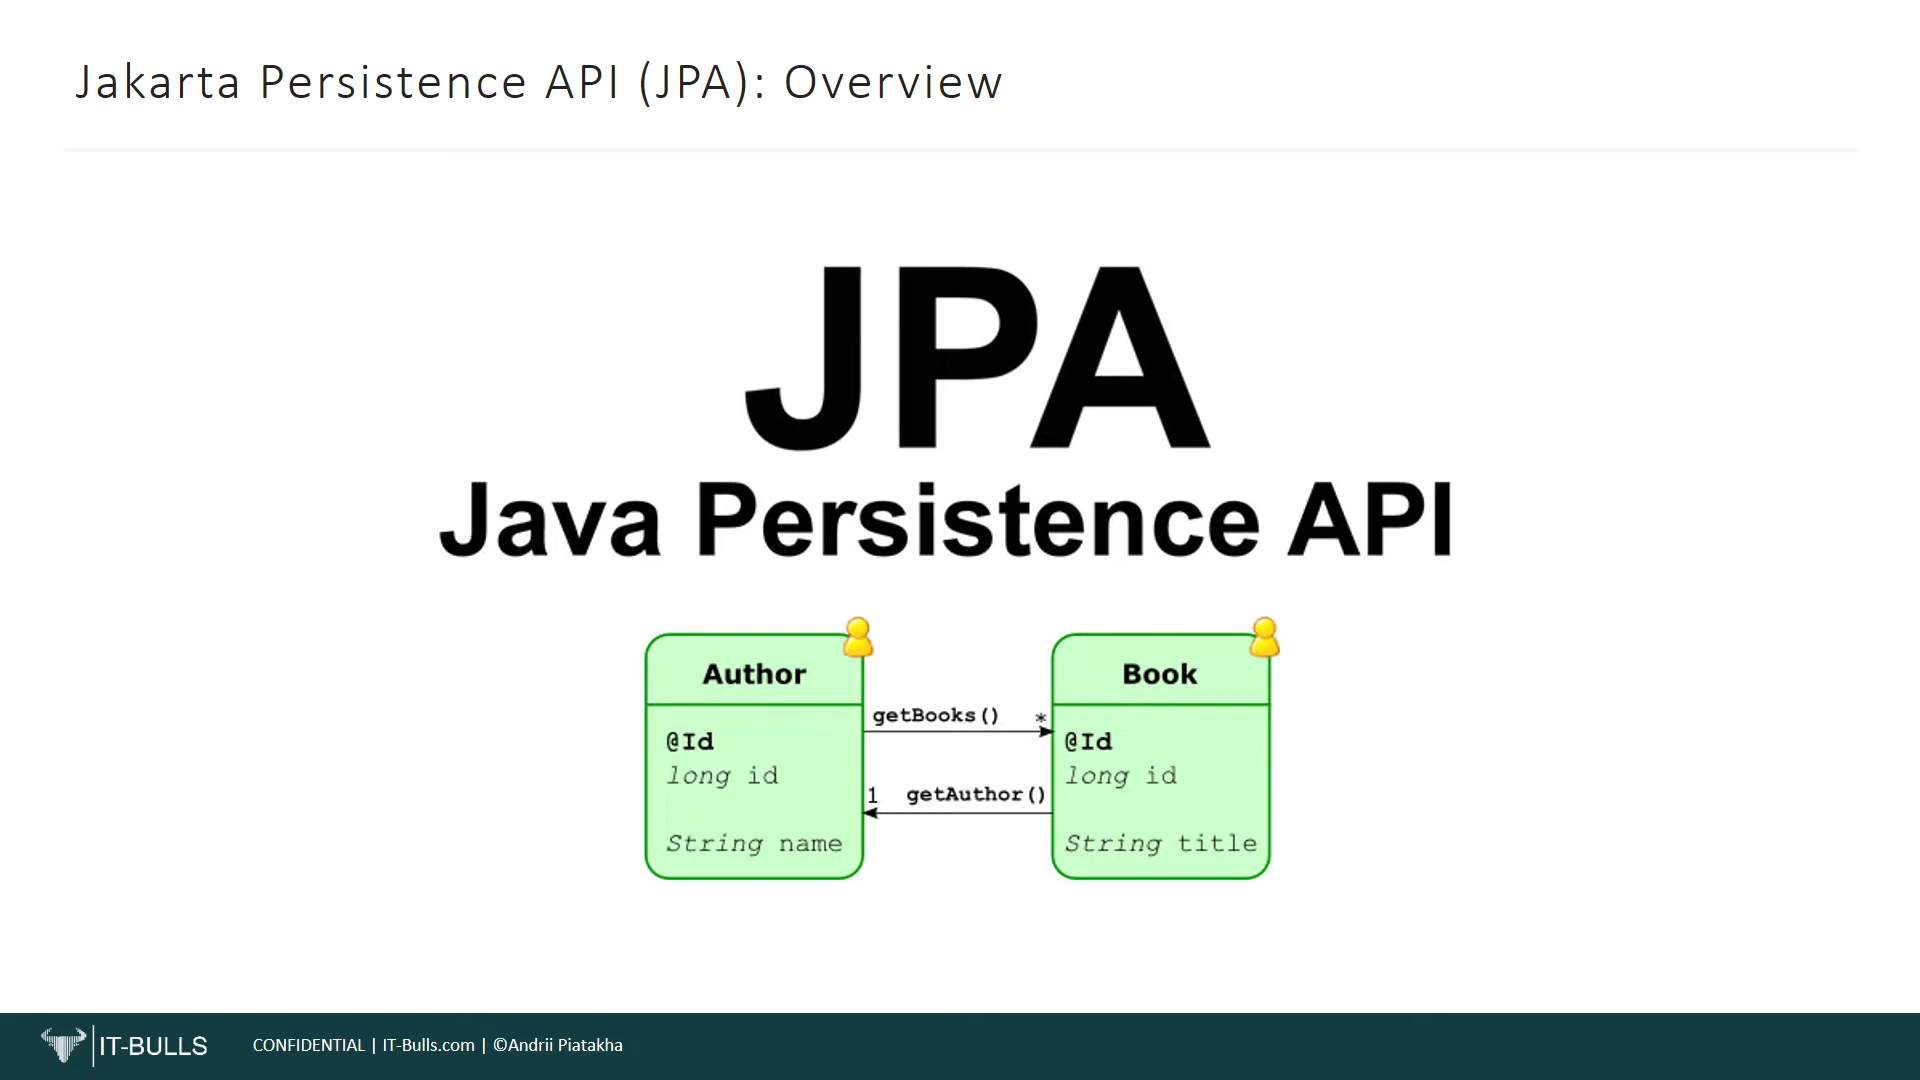 Jakarta Persistence API (JPA): Overview
JPA
Java Persistence API
Author
@Id
long id
String name
getBooks() *
1 getAuthor()
Book
@Id
long id
String title
IT-BULLS
CONFIDENTIAL | IT-Bulls.com | ©Andrii Piatakha